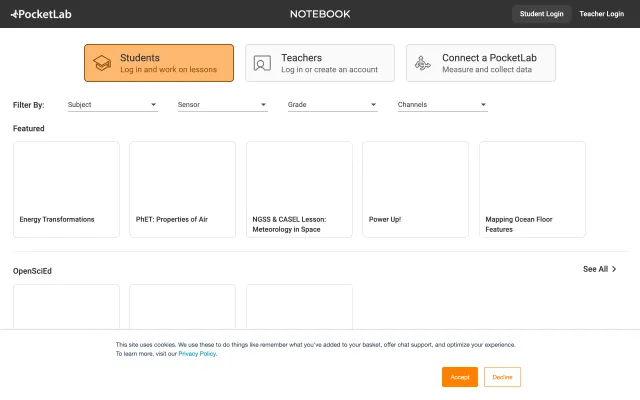 PocketLab
NOTEBOOK
Student Login
Teacher Login
Students
Log in and work on lessons
Teachers
Log in or create an account
Connect a PocketLab
Measure and collect data
Filter By:
Subject
Sensor
Grade
Channels
Featured
Energy Transformations
PhET: Properties of Air
NGSS & CASEL Lesson:
Meteorology in Space
Power Up!
Mapping Ocean Floor
Features
OpenSciEd
See All
This site uses cookies. We use these to do things like remember what you've added to your basket, offer chat support, and optimize your experience.
To learn more, visit our Privacy Policy.
Accept
Decline